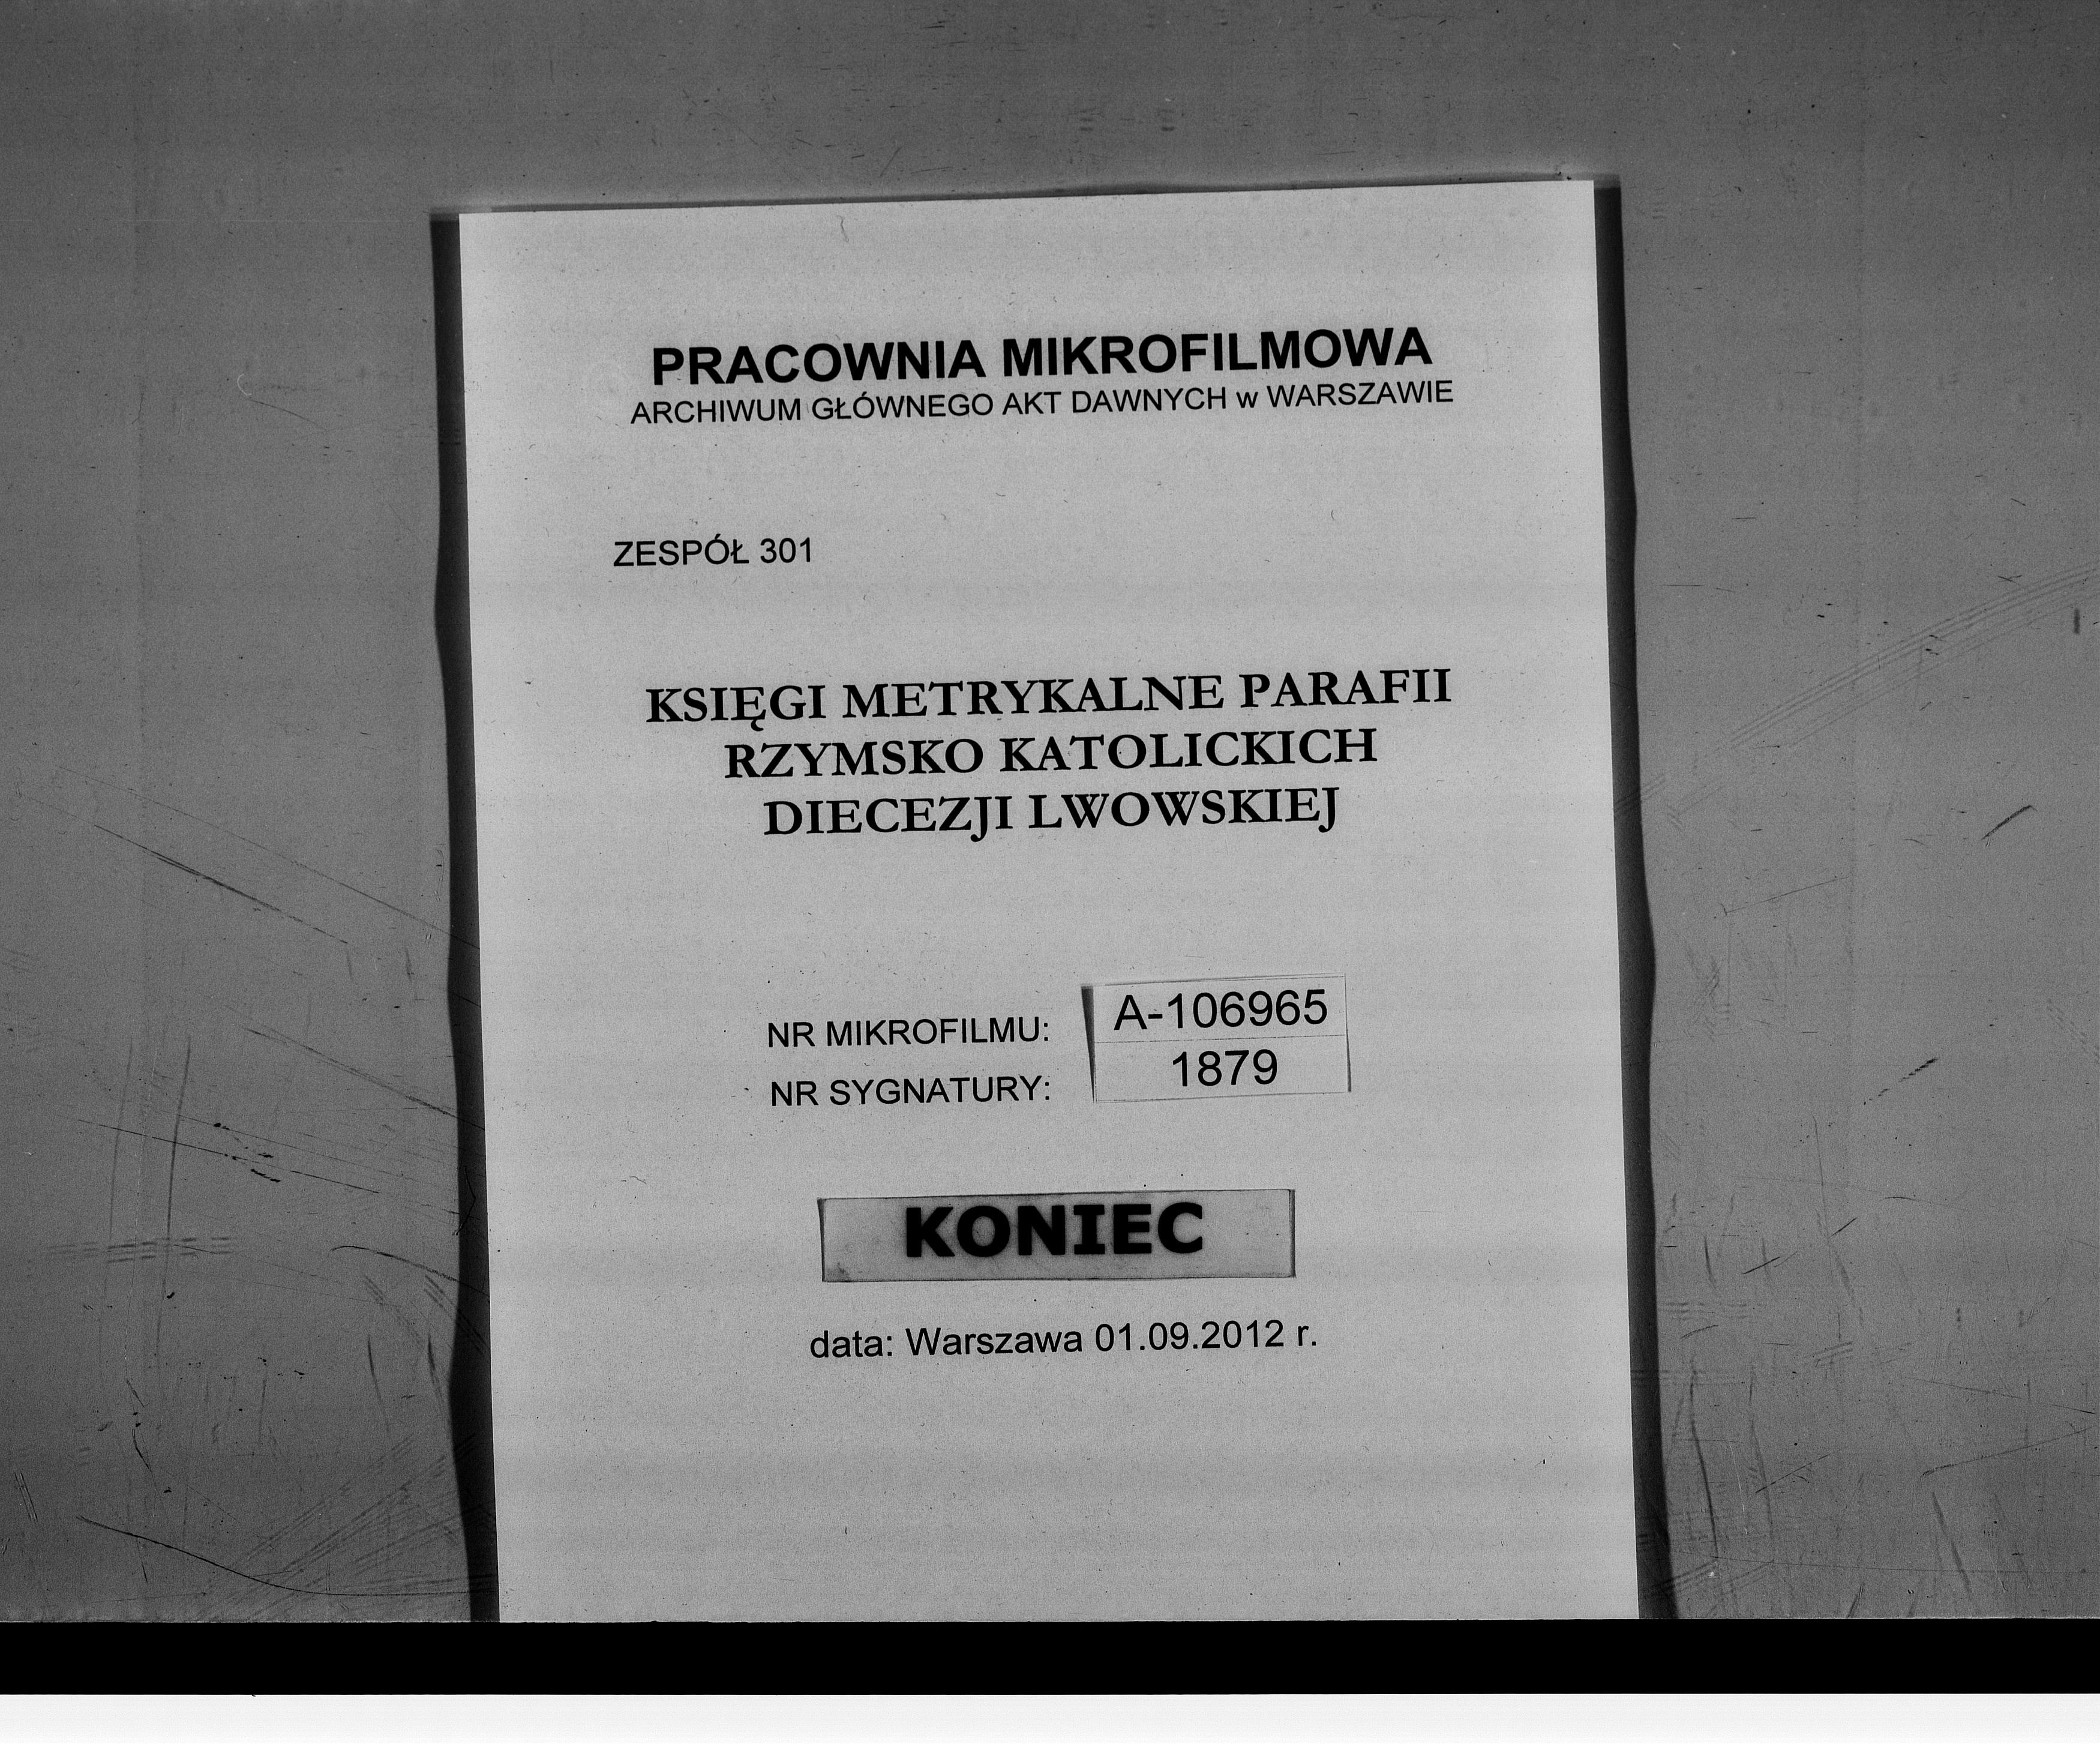 PRACOWNIA MIKROFILMOWA
ARCHIWUM GŁÓWNEGO AKT DAWNYCH w WARSZAWIE
ZESPÓŁ 301
KSIĘGI METRYKALNE PARAFII
RZYMSKO KATOLICKICH
DIECEZJI LWOWSKIEJ
NR MIKROFILMU: A-106965
NR SYGNATURY: 1879
KONIEC
data: Warszawa 01.09.2012 r.